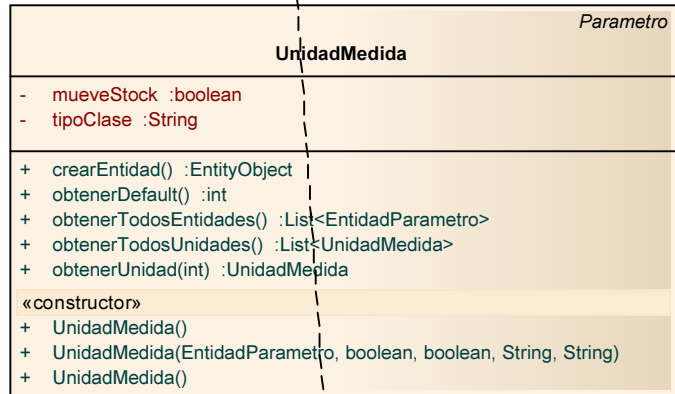 Parametro
UnidadMedida
- mueveStock :boolean
- tipoClase :String
+ crearEntidad() :EntityObject
+ obtenerDefault() :int
+ obtenerTodosEntidades() :List<EntidadParametro>
+ obtenerTodosUnidades() :List<UnidadMedida>
+ obtenerUnidad(int) :UnidadMedida
«constructor»
+ UnidadMedida()
+ UnidadMedida(EntidadParametro, boolean, boolean, String, String)
+ UnidadMedida()